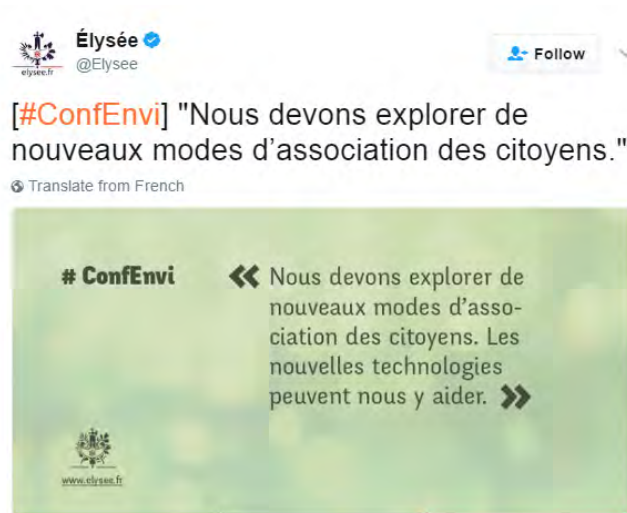 Élysée
@Elysee
Follow
elysee.fr
[#ConfEnvi] "Nous devons explorer de
nouveaux modes d’association des citoyens."
Translate from French
# ConfEnvi
« Nous devons explorer de
nouveaux modes d’asso-
ciation des citoyens. Les
nouvelles technologies
peuvent nous y aider. »
www.elysee.fr